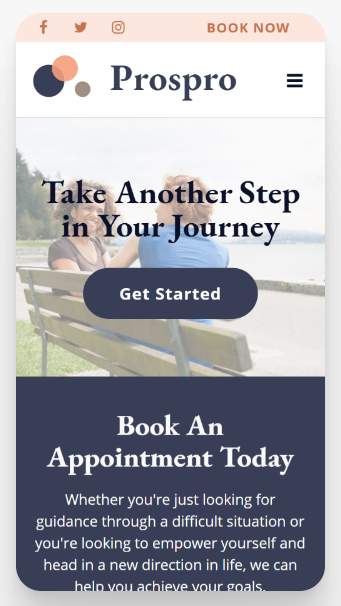 BOOK NOW
Prospro
Take Another Step
in Your Journey
Get Started
Book An
Appointment Today
Whether you're just looking for
guidance through a difficult situation or
you're looking to empower yourself and
head in a new direction in life, we can
help you achieve your goals.